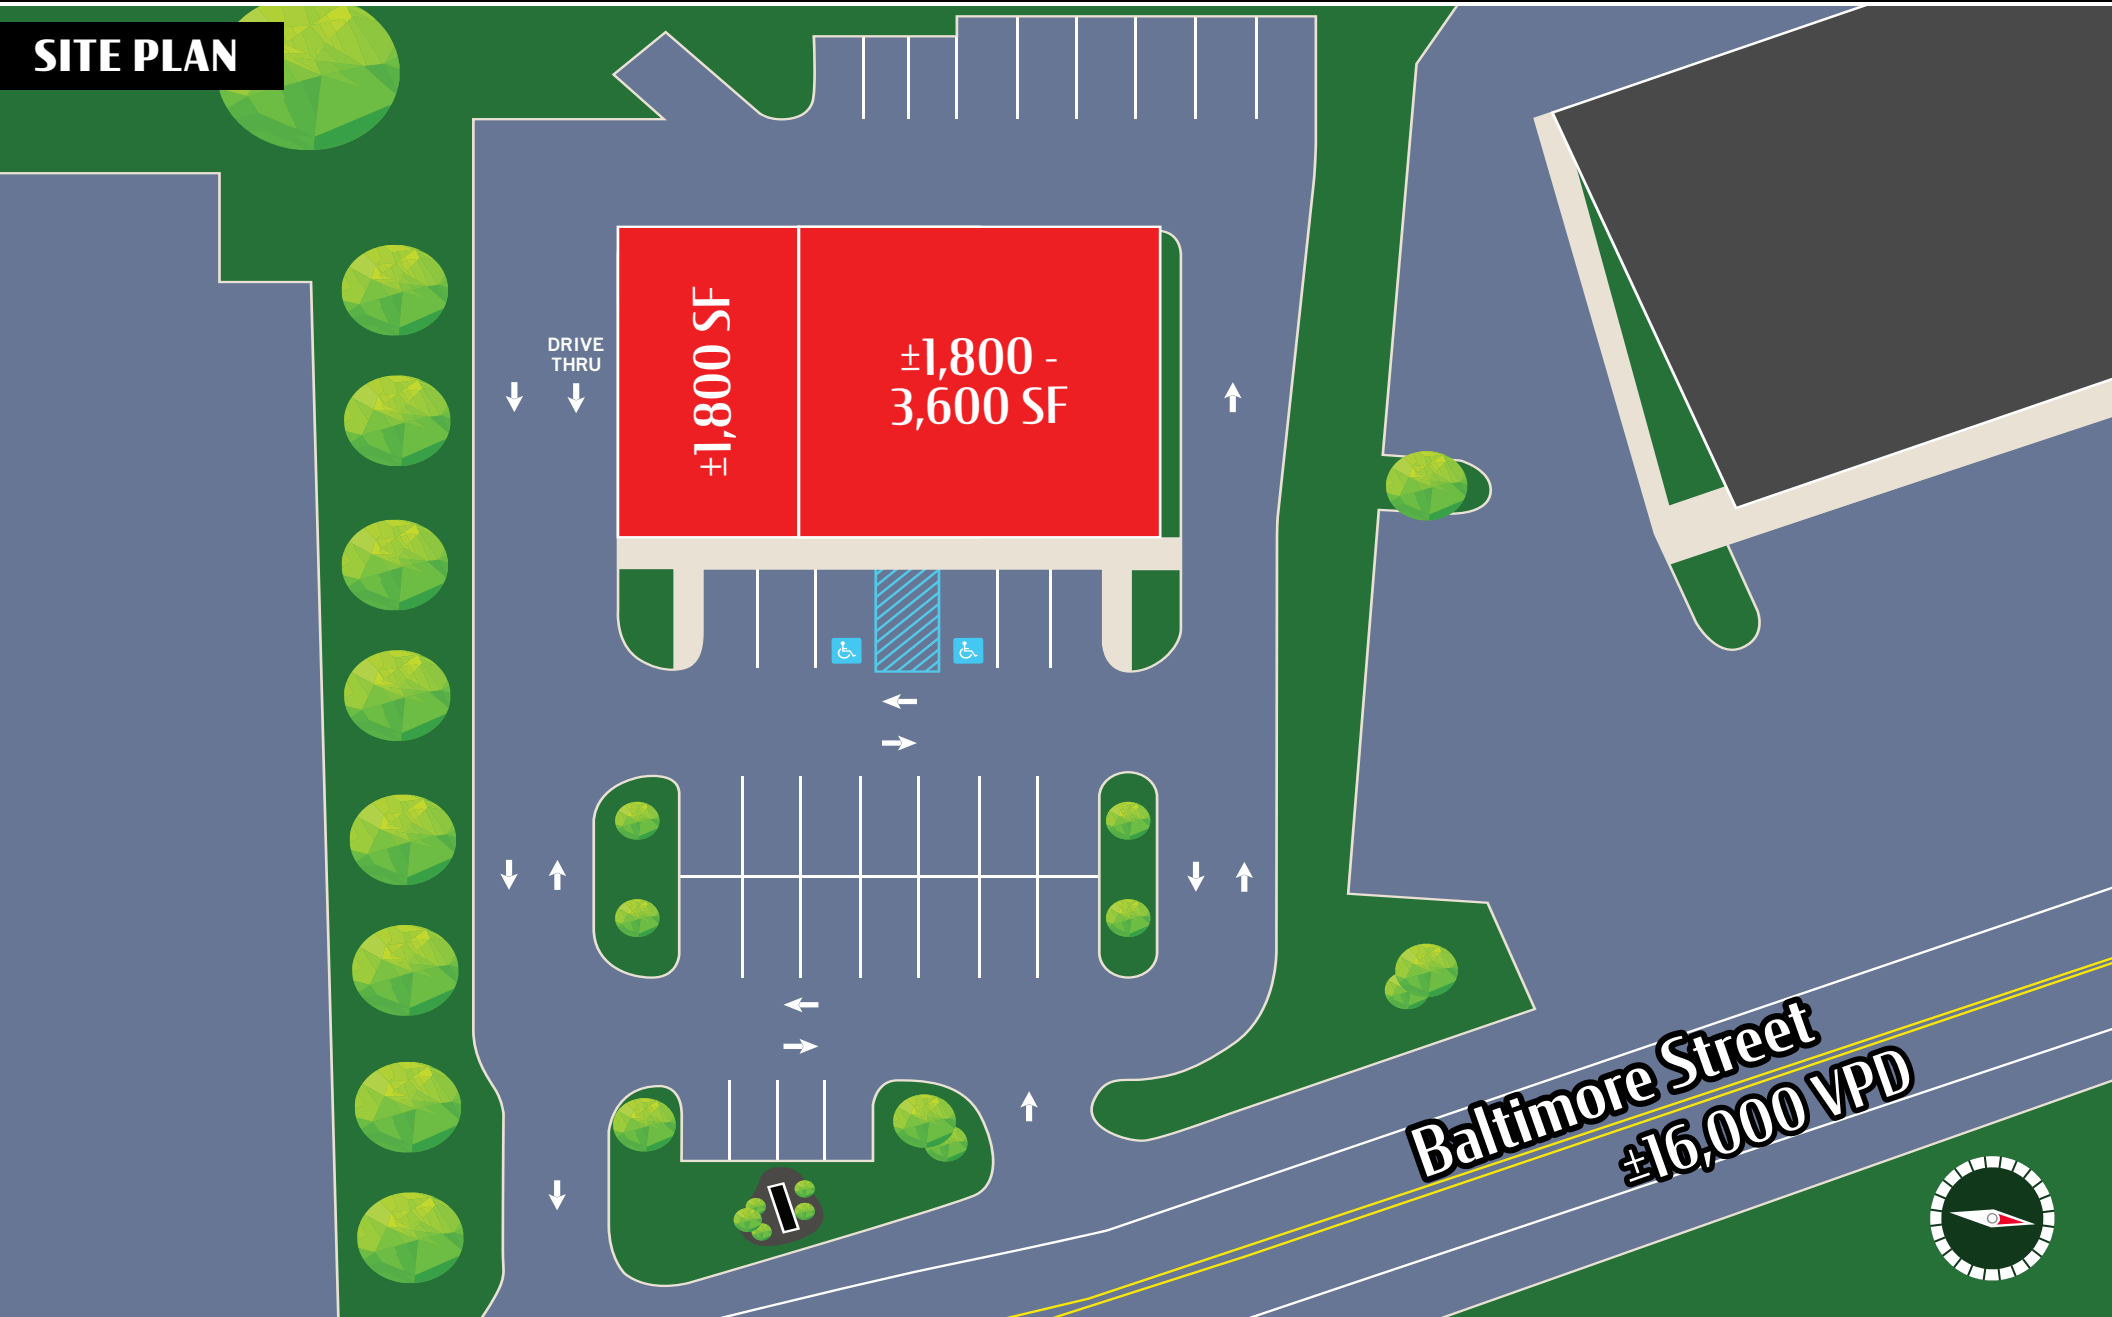 SITE PLAN
DRIVE
THRU
±1,800 SF
±1,800 -
3,600 SF
Baltimore Street
±16,000 VPD